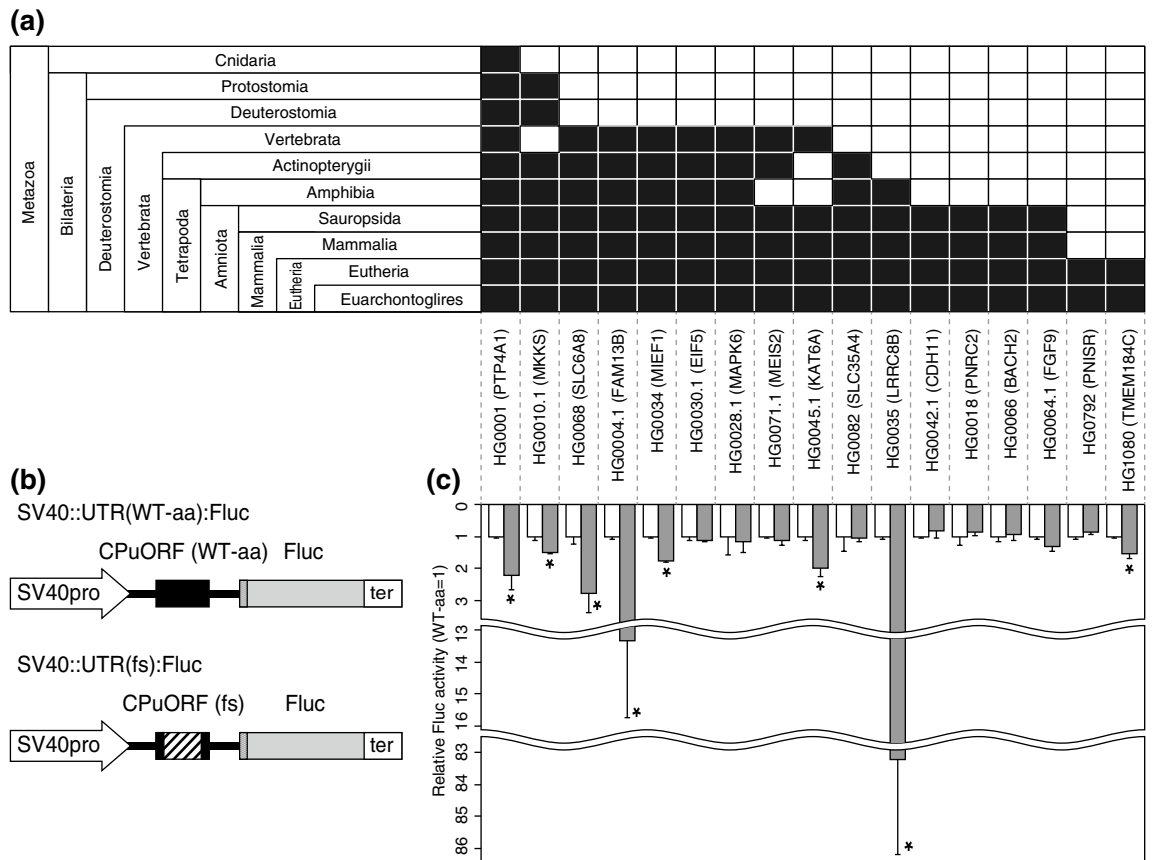 (a)
Metazoa
Bilateria
Deuterostomia
Vertebrata
Tetrapoda
Amniota
Mammalia
Eutheria
Cnidaria
Protostomia
Deuterostomia
Vertebrata
Actinopterygii
Amphibia
Sauropsida
Mammalia
Eutheria
Euarchontoglires
HG0001 (PTP4A1)
HG0010.1 (MKKS)
HG0068 (SLC6A8)
HG0004.1 (FAM13B)
HG0034 (MIEF1)
HG0030.1 (EIF5)
HG0028.1 (MAPK6)
HG0071.1 (MEIS2)
HG0045.1 (KAT6A)
HG0082 (SLC35A4)
HG0035 (LRRC8B)
HG0042.1 (CDH11)
HG0018 (PNRC2)
HG0066 (BACH2)
HG0064.1 (FGF9)
HG0792 (PNISR)
HG1080 (TMEM184C)
(b)
SV40::UTR(WT-aa):Fluc
CPuORF (WT-aa) Fluc
SV40pro ter
SV40::UTR(fs):Fluc
CPuORF (fs) Fluc
SV40pro ter
(c)
Relative Fluc activity (WT-aa=1)
0
1
2
3
13
14
15
16
83
84
85
86
* * * * * * * *